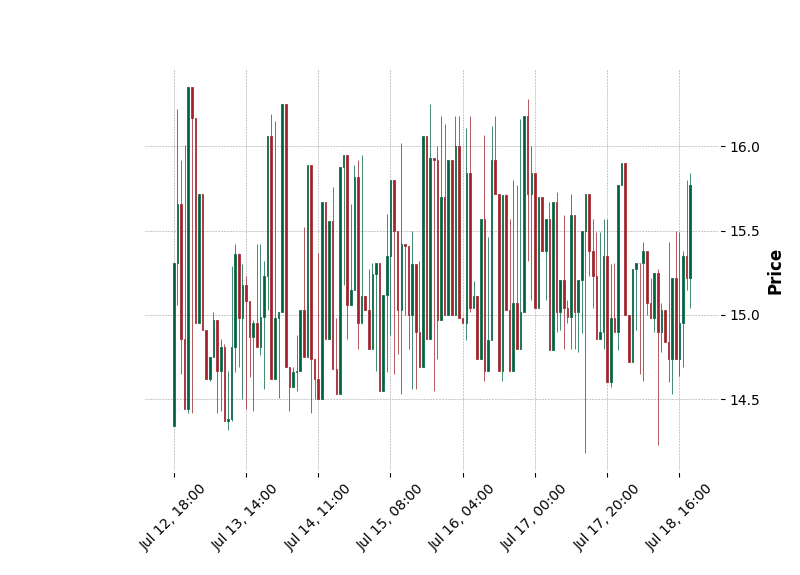 16.0
15.5
15.0
14.5
Price
Jul 12, 18:00
Jul 13, 14:00
Jul 14, 11:00
Jul 15, 08:00
Jul 16, 04:00
Jul 17, 00:00
Jul 17, 20:00
Jul 18, 16:00